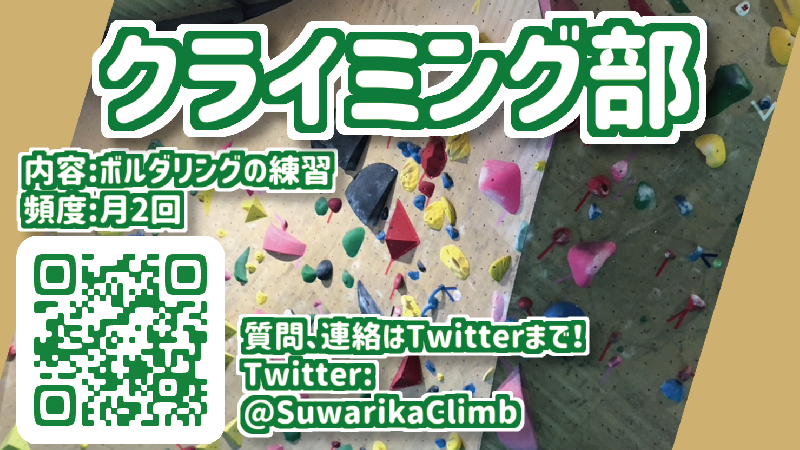 クライミング部
内容:ボルダリングの練習
頻度:月2回
質問、連絡はTwitterまで!
Twitter:
@SuwarikaClimb